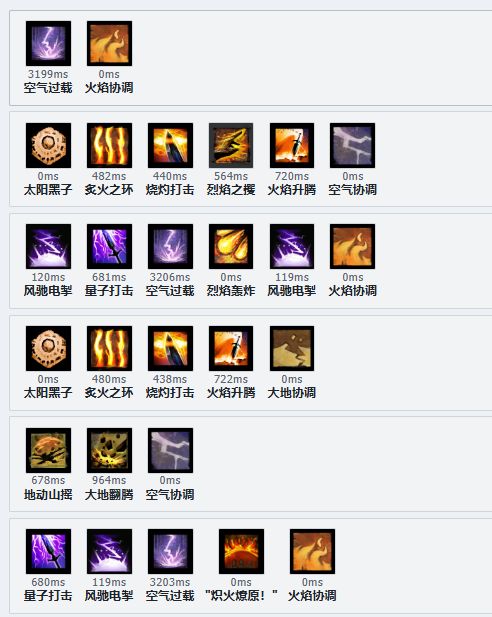 3199ms 0ms
空气过载 火焰协调
0ms 482ms 440ms 564ms 720ms 0ms
太阳黑子 炙火之环 烧灼打击 烈焰之攫 火焰升腾 空气协调
120ms 681ms 3206ms 0ms 119ms 0ms
风驰电掣 量子打击 空气过载 烈焰轰炸 风驰电掣 火焰协调
0ms 480ms 438ms 722ms 0ms
太阳黑子 炙火之环 烧灼打击 火焰升腾 大地协调
678ms 964ms 0ms
地动山摇 大地翻腾 空气协调
680ms 119ms 3203ms 0ms 0ms
量子打击 风驰电掣 空气过载 "炽火燎原！" 火焰协调